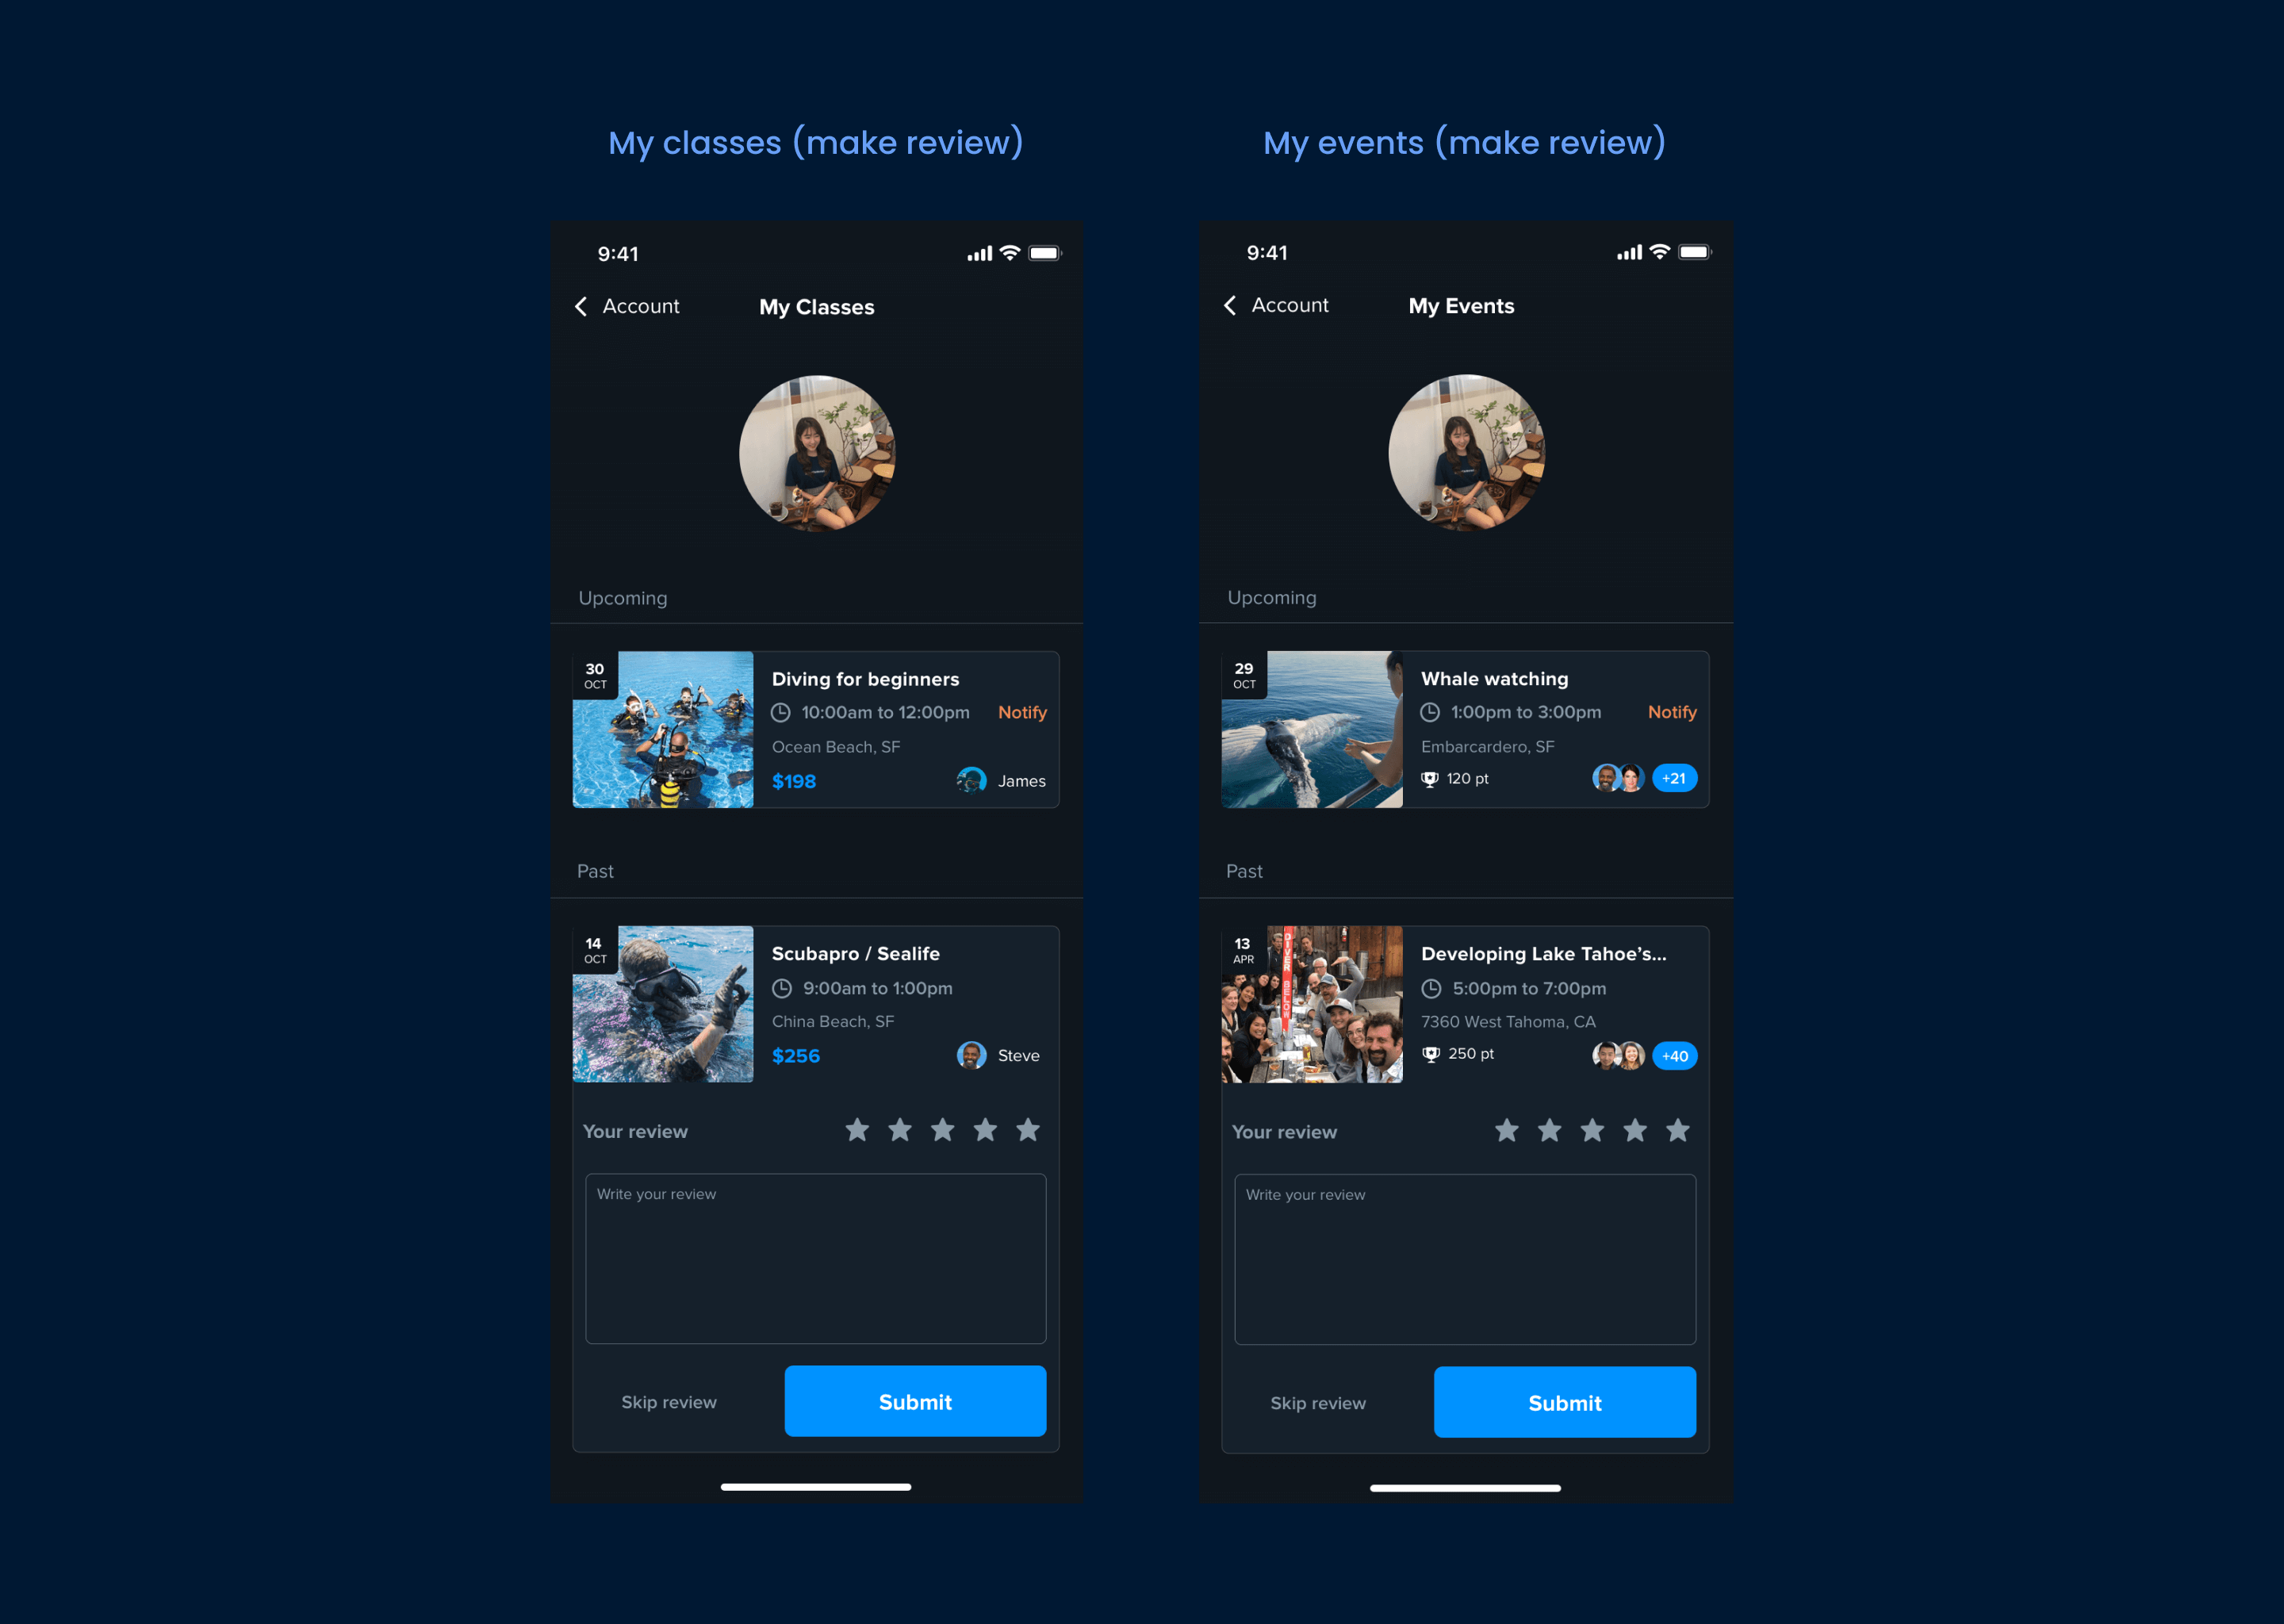 My classes (make review)
9:41
Account
My Classes
Upcoming
30
OCT
Diving for beginners
10:00am to 12:00pm
Notify
Ocean Beach, SF
$198
James
Past
14
OCT
Scubapro / Sealife
9:00am to 1:00pm
China Beach, SF
$256
Steve
Your review
Write your review
Skip review
Submit
My events (make review)
9:41
Account
My Events
Upcoming
29
OCT
Whale watching
1:00pm to 3:00pm
Notify
Embarcardero, SF
120 pt
+21
Past
13
APR
DIVER BELOW
Developing Lake Tahoe’s...
5:00pm to 7:00pm
7360 West Tahoma, CA
250 pt
+40
Your review
Write your review
Skip review
Submit